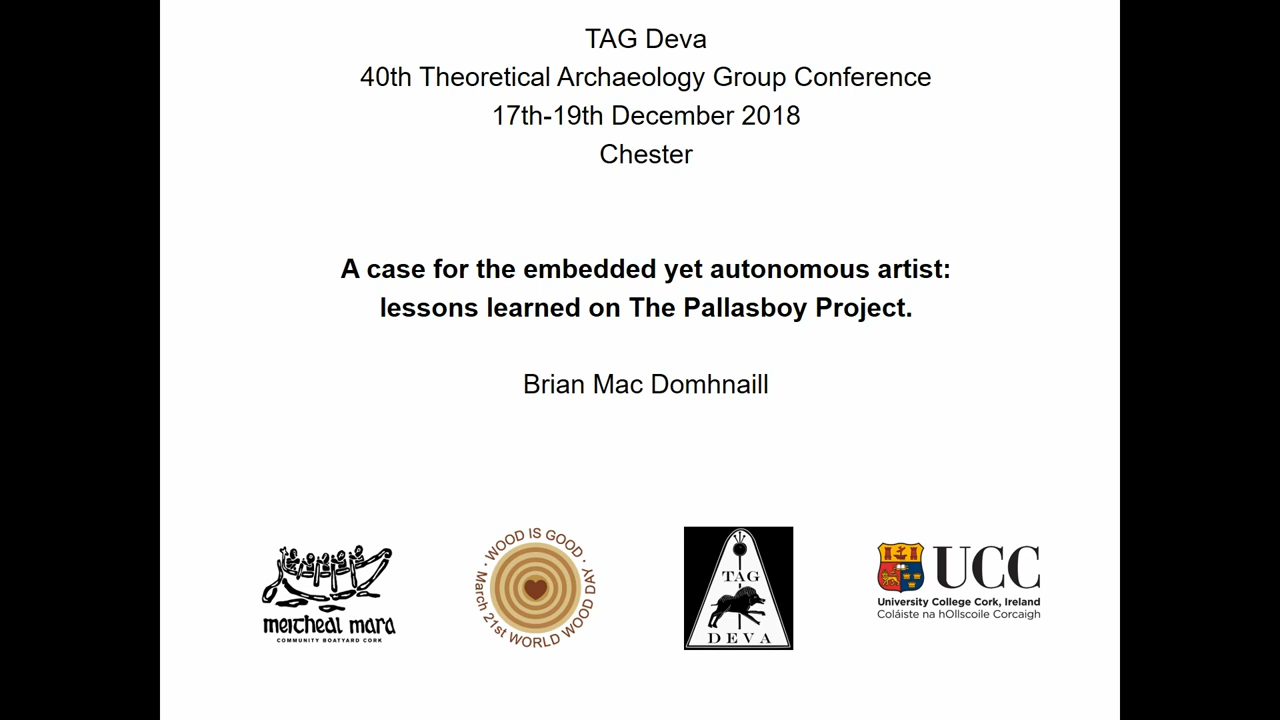 TAG Deva
40th Theoretical Archaeology Group Conference
17th-19th December 2018
Chester
A case for the embedded yet autonomous artist:
lessons learned on The Pallasboy Project.
Brian Mac Domhnaill
meitheal mara
COMMUNITY BOATYARD CORK
· WOOD IS GOOD ·
March 21st WORLD WOOD DAY
TAG
DEVA
UCC
University College Cork, Ireland
Coláiste na hOllscoile Corcaigh